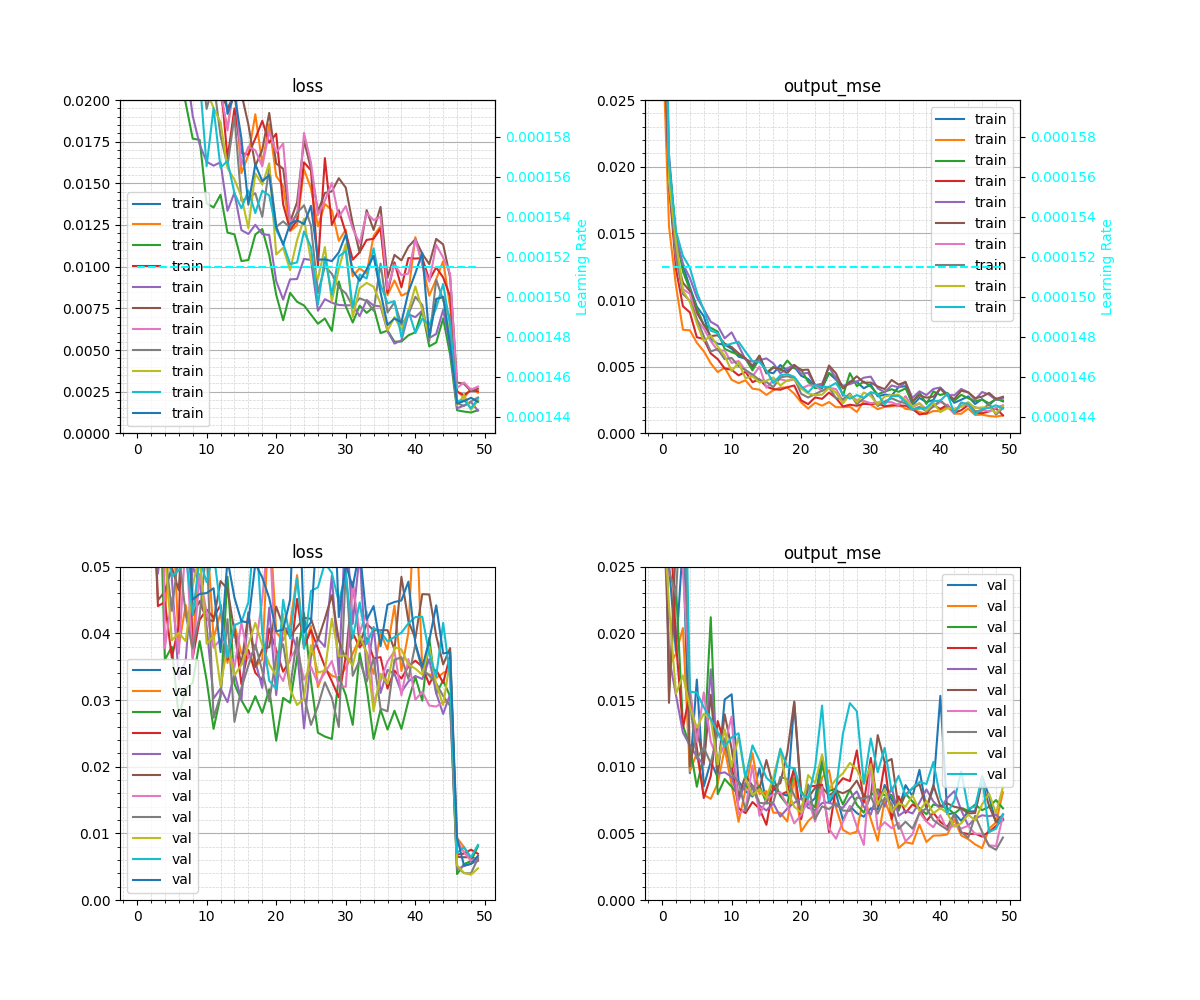 loss
0.0200
0.0175
0.0150
0.0125
0.0100
0.0075
0.0050
0.0025
0.0000
0 10 20 30 40 50
train
train
train
train
train
train
train
train
train
train
train
0.000158
0.000156
0.000154
0.000152
0.000150
0.000148
0.000146
0.000144
Learning Rate
output_mse
0.025
0.020
0.015
0.010
0.005
0.000
0 10 20 30 40 50
train
train
train
train
train
train
train
train
train
train
0.000158
0.000156
0.000154
0.000152
0.000150
0.000148
0.000146
0.000144
Learning Rate
loss
0.05
0.04
0.03
0.02
0.01
0.00
0 10 20 30 40 50
val
val
val
val
val
val
val
val
val
val
val
output_mse
0.025
0.020
0.015
0.010
0.005
0.000
0 10 20 30 40 50
val
val
val
val
val
val
val
val
val
val